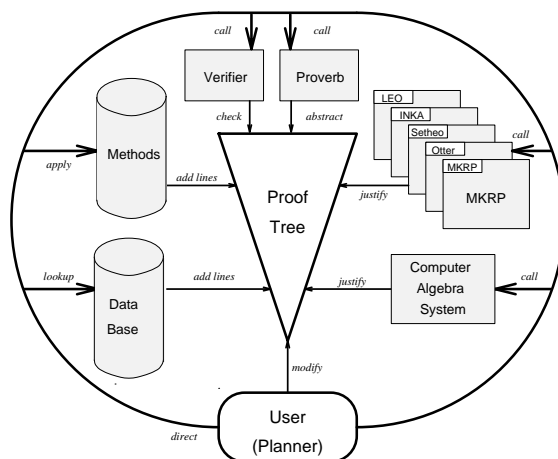 call
call
Verifier
Proverb
check
abstract
LEO
INKA
Setheo
Otter
MKRP
MKRP
call
Methods
apply
add lines
justify
Proof
Tree
lookup
Data
Base
add lines
justify
Computer
Algebra
System
call
modify
User
(Planner)
direct